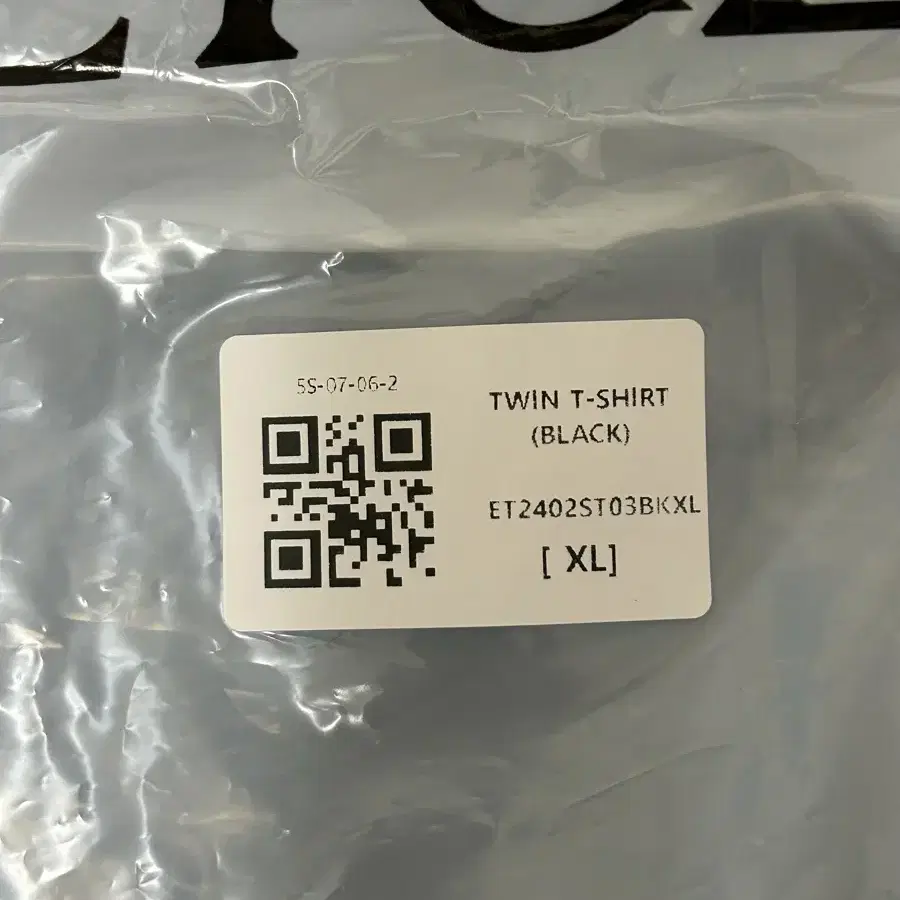 5S-07-06-2
TWIN T-SHIRT
(BLACK)
ET2402ST03BKXL
[ XL]